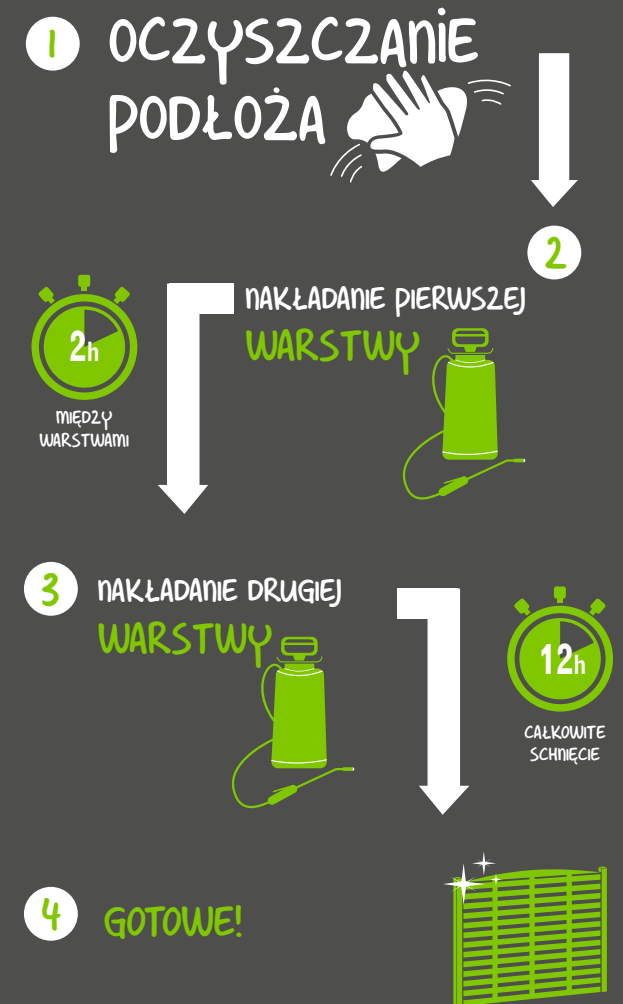 1
OCZYSZCZANIE
PODŁOŻA
2
NAKŁADANIE PIERWSZEJ
WARSTWY
2h
MIĘDZY
WARSTWAMI
3
NAKŁADANIE DRUGIEJ
WARSTWY
12h
CAŁKOWITE
SCHNIĘCIE
4
GOTOWE!